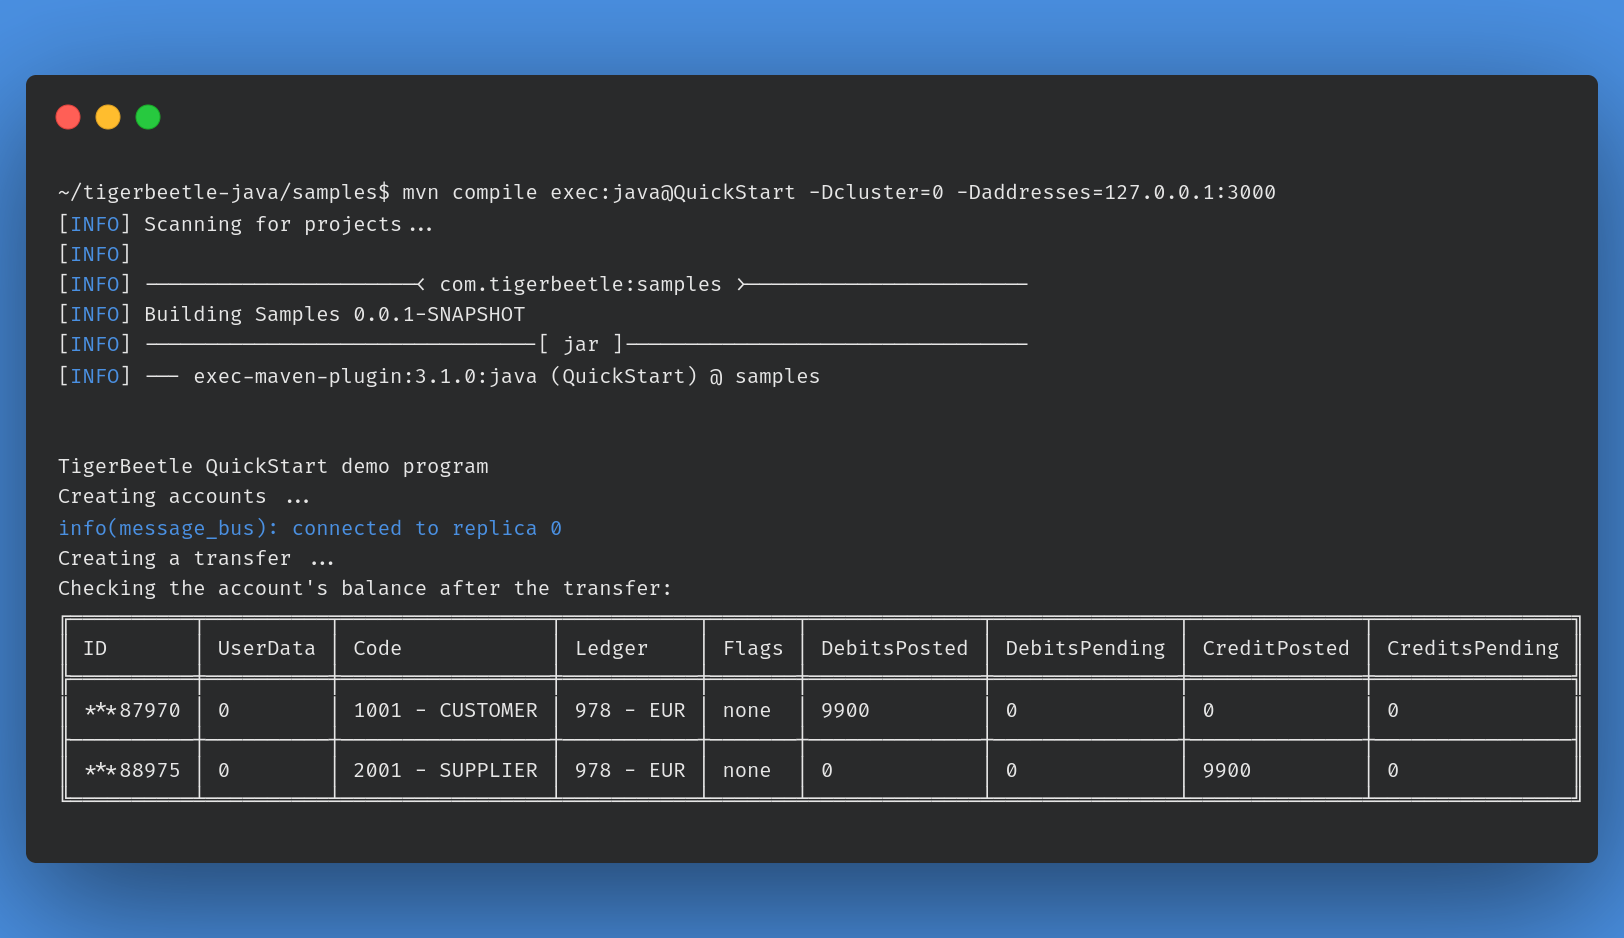 ~/tigerbeetle-java/samples$ mvn compile exec:java@QuickStart -Dcluster=0 -Daddresses=127.0.0.1:3000
[INFO] Scanning for projects...
[INFO]
[INFO] ----------------------< com.tigerbeetle:samples >-----------------------
[INFO] Building Samples 0.0.1-SNAPSHOT
[INFO] --------------------------------[ jar ]---------------------------------
[INFO] --- exec-maven-plugin:3.1.0:java (QuickStart) @ samples
TigerBeetle QuickStart demo program
Creating accounts ...
info(message_bus): connected to replica 0
Creating a transfer ...
Checking the account's balance after the transfer:
ID UserData Code Ledger Flags DebitsPosted DebitsPending CreditPosted CreditsPending
***87970 0 1001 - CUSTOMER 978 - EUR none 9900 0 0 0
***88975 0 2001 - SUPPLIER 978 - EUR none 0 0 9900 0